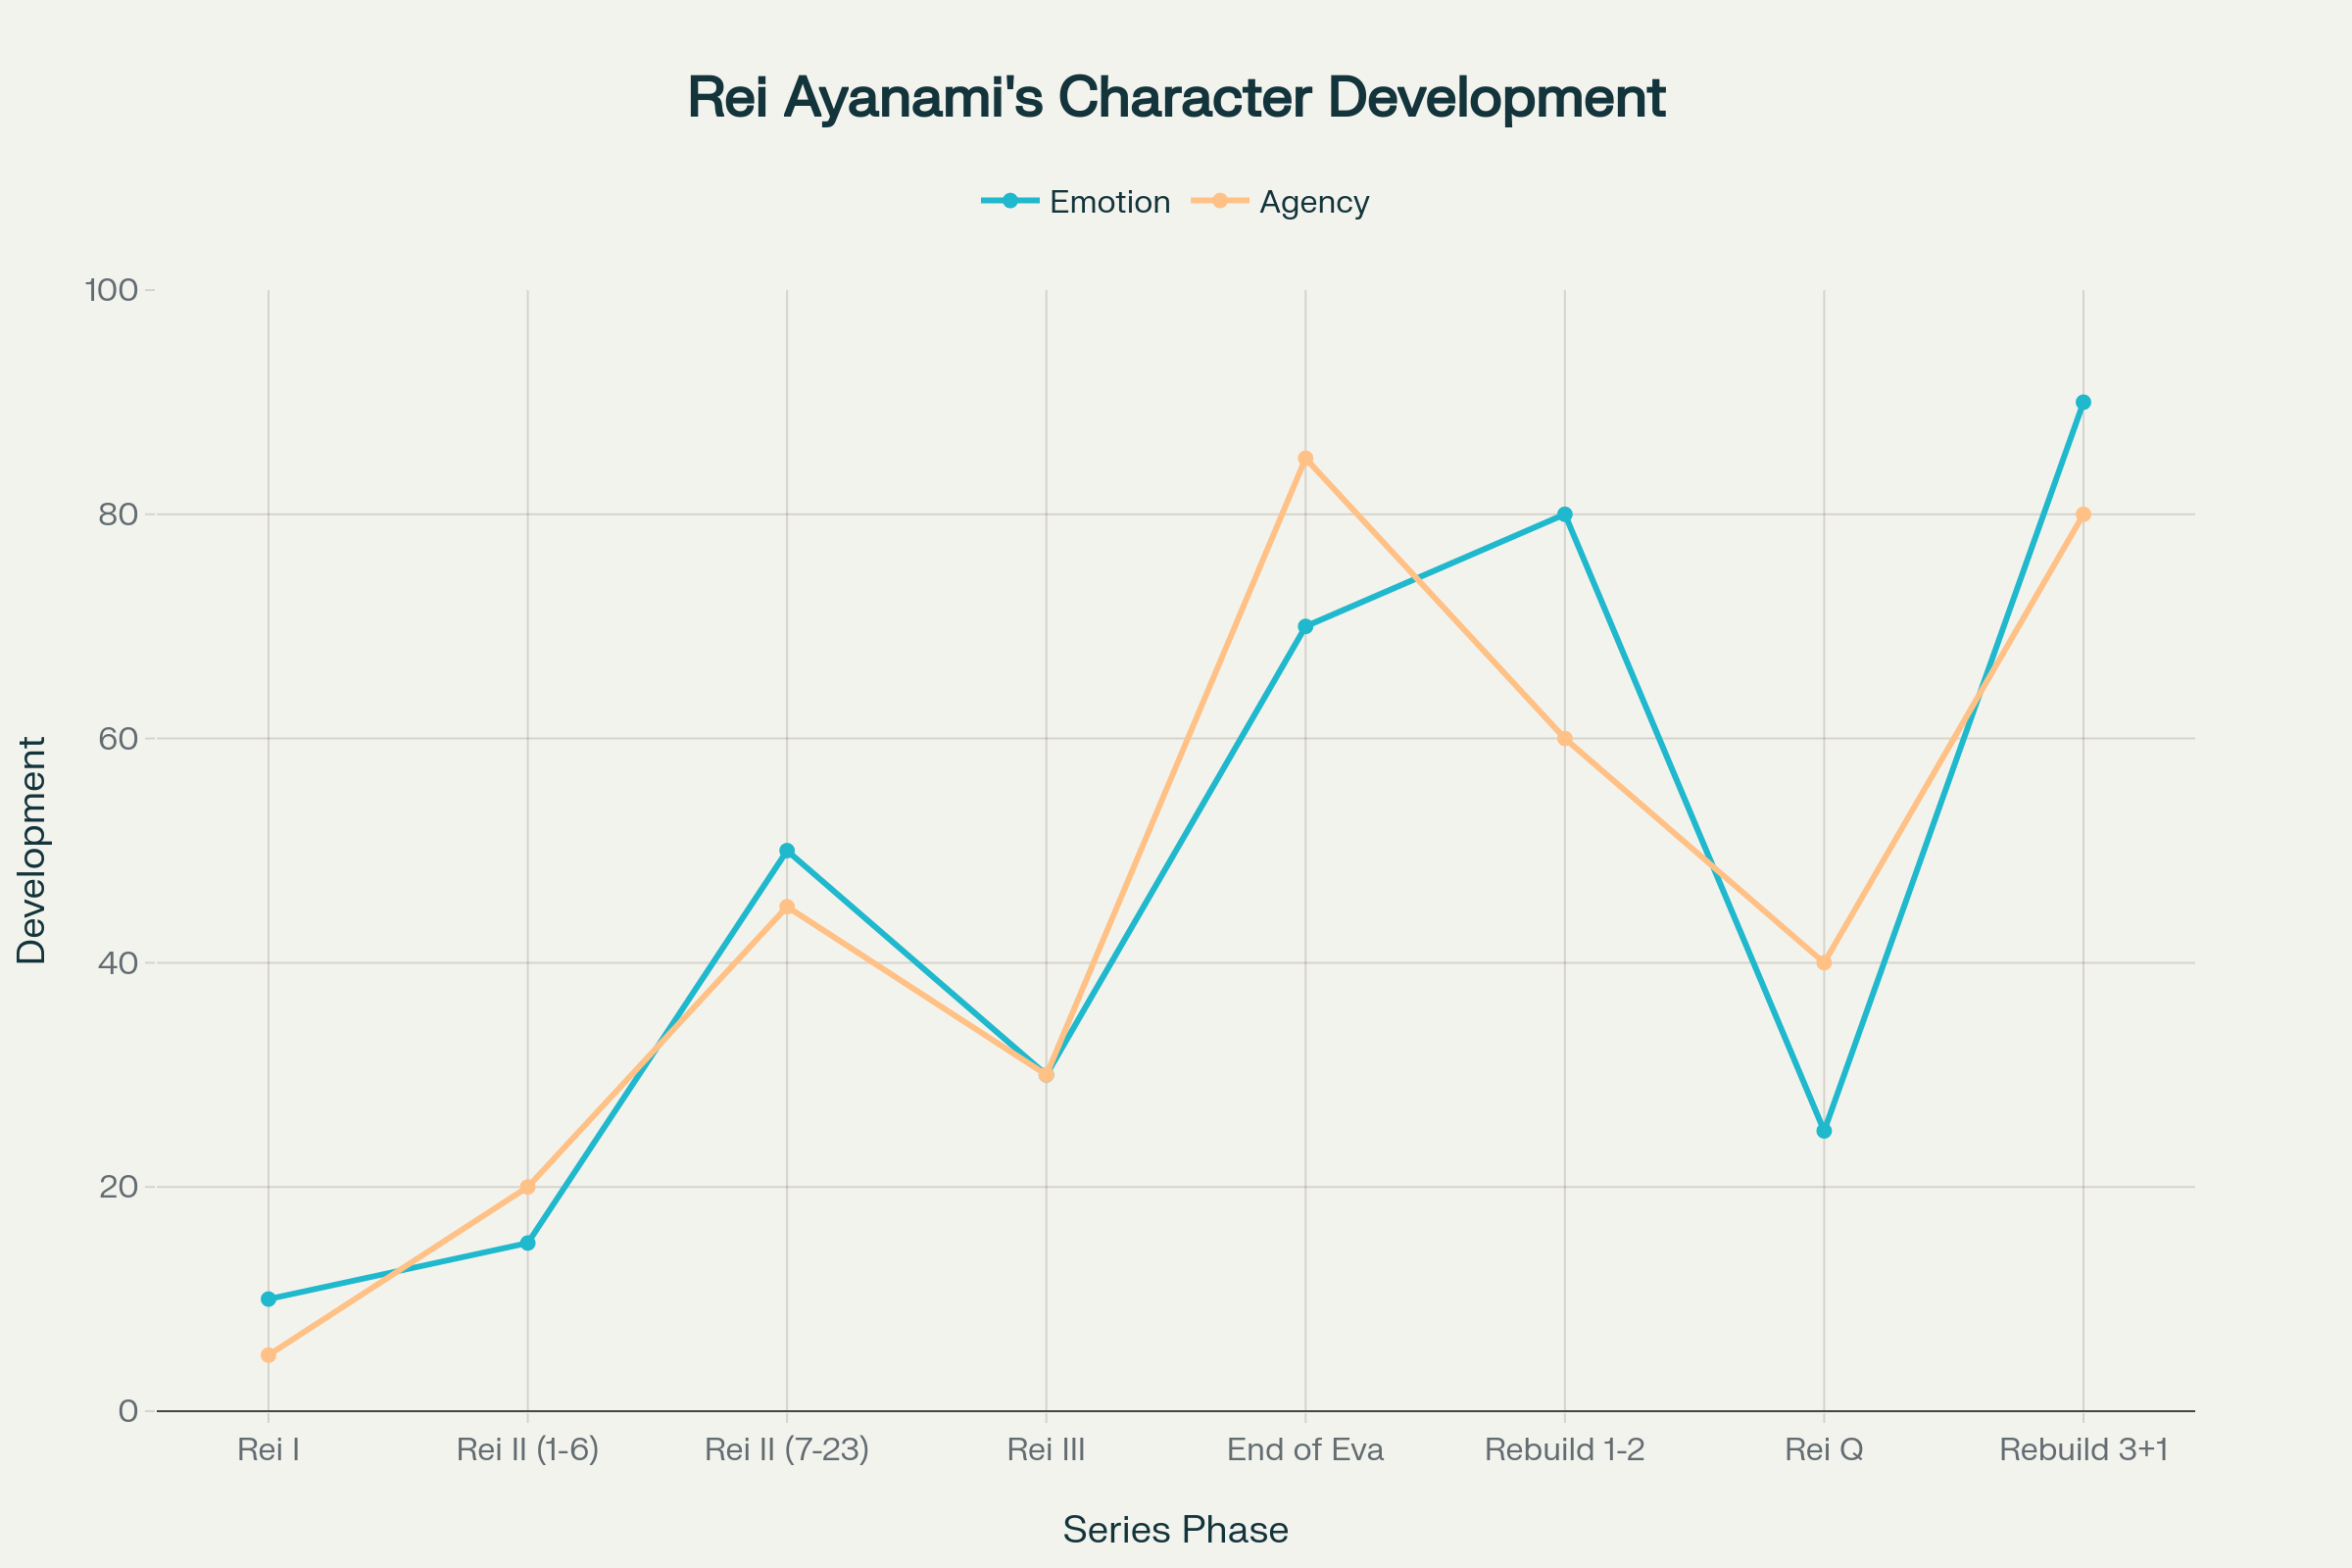 Rei Ayanami's Character Development
Emotion Agency
100
80
60
40
20
0
Development
Rei I Rei II (1-6) Rei II (7-23) Rei III End of Eva Rebuild 1-2 Rei Q Rebuild 3+1
Series Phase